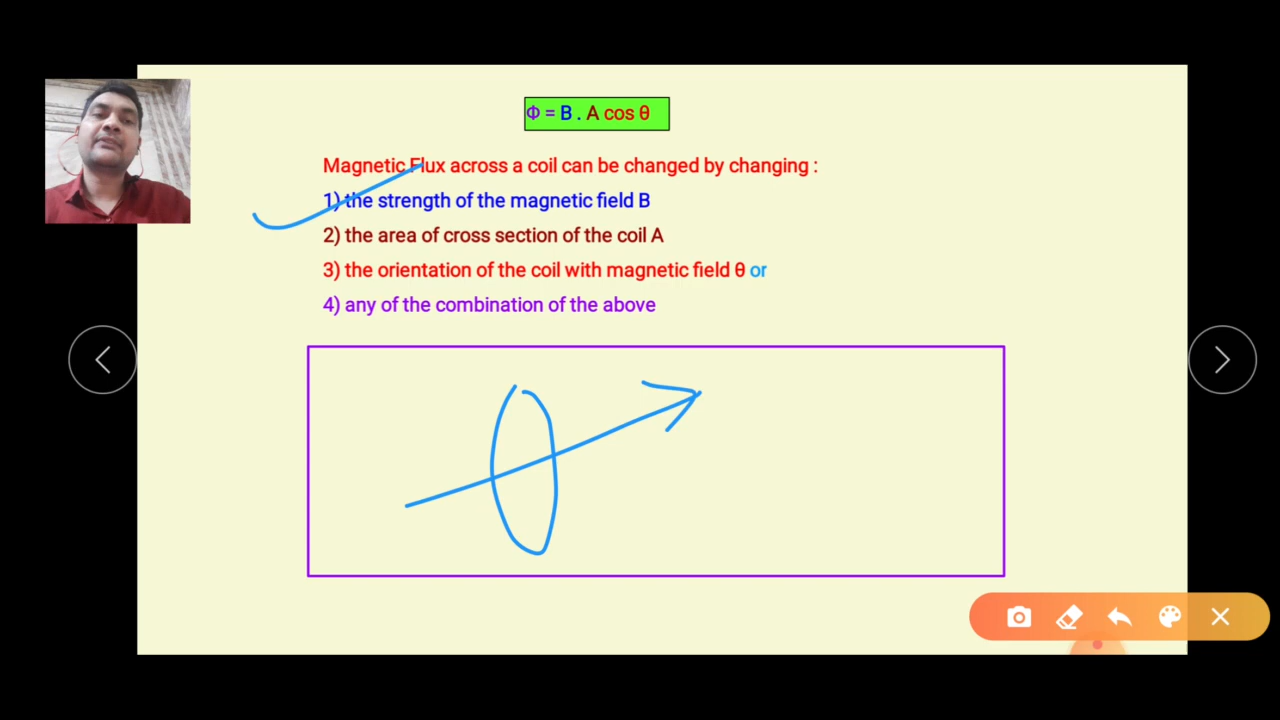 Φ = B . A cos θ
Magnetic Flux across a coil can be changed by changing :
1) the strength of the magnetic field B
2) the area of cross section of the coil A
3) the orientation of the coil with magnetic field θ or
4) any of the combination of the above